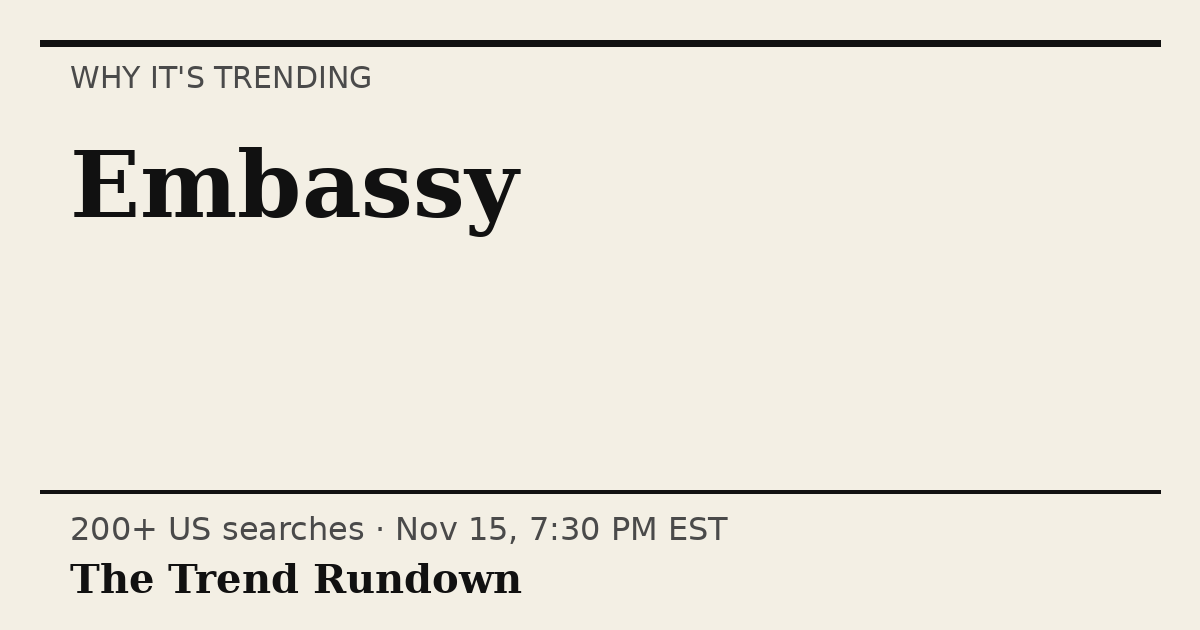 WHY IT'S TRENDING
Embassy
200+ US searches · Nov 15, 7:30 PM EST
The Trend Rundown